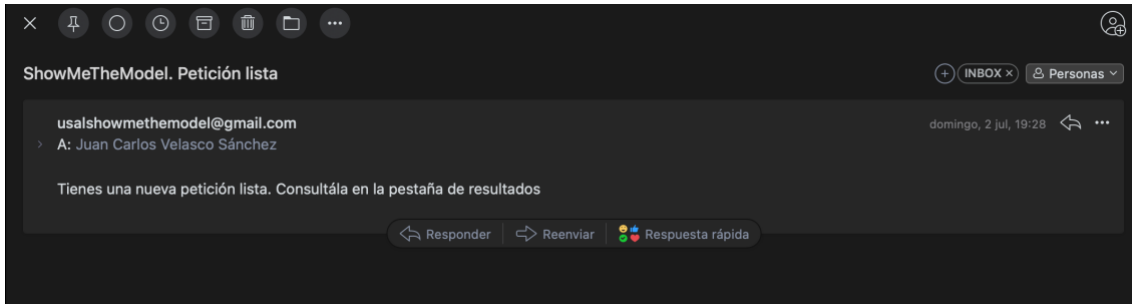 ShowMeTheModel. Petición lista
INBOX ×
Personas
usalshowmethemodel@gmail.com
domingo, 2 jul, 19:28
A: Juan Carlos Velasco Sánchez
Tienes una nueva petición lista. Consultála en la pestaña de resultados
Responder
Reenviar
Respuesta rápida